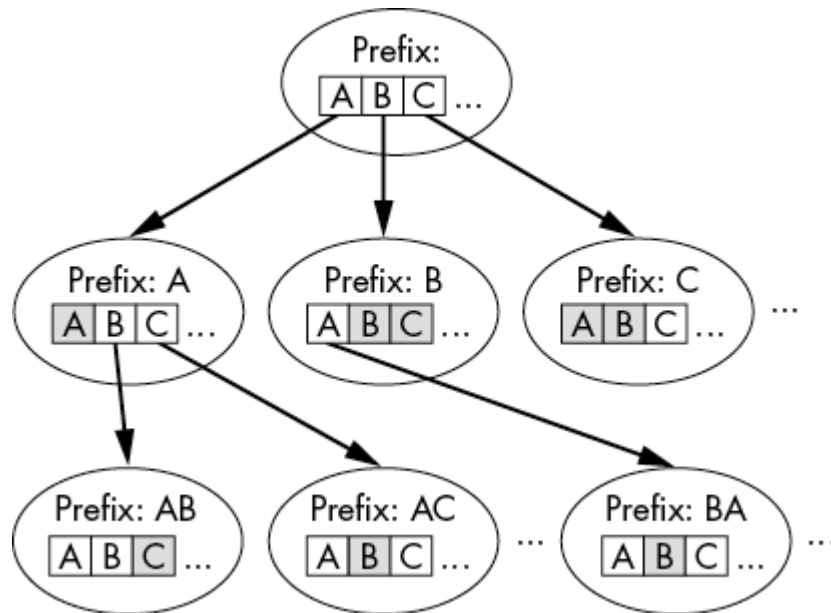 Prefix:
A B C ...
Prefix: A
A B C ...
Prefix: B
A B C ...
Prefix: C
A B C ...
...
Prefix: AB
A B C ...
Prefix: AC
A B C ...
...
Prefix: BA
A B C ...
...